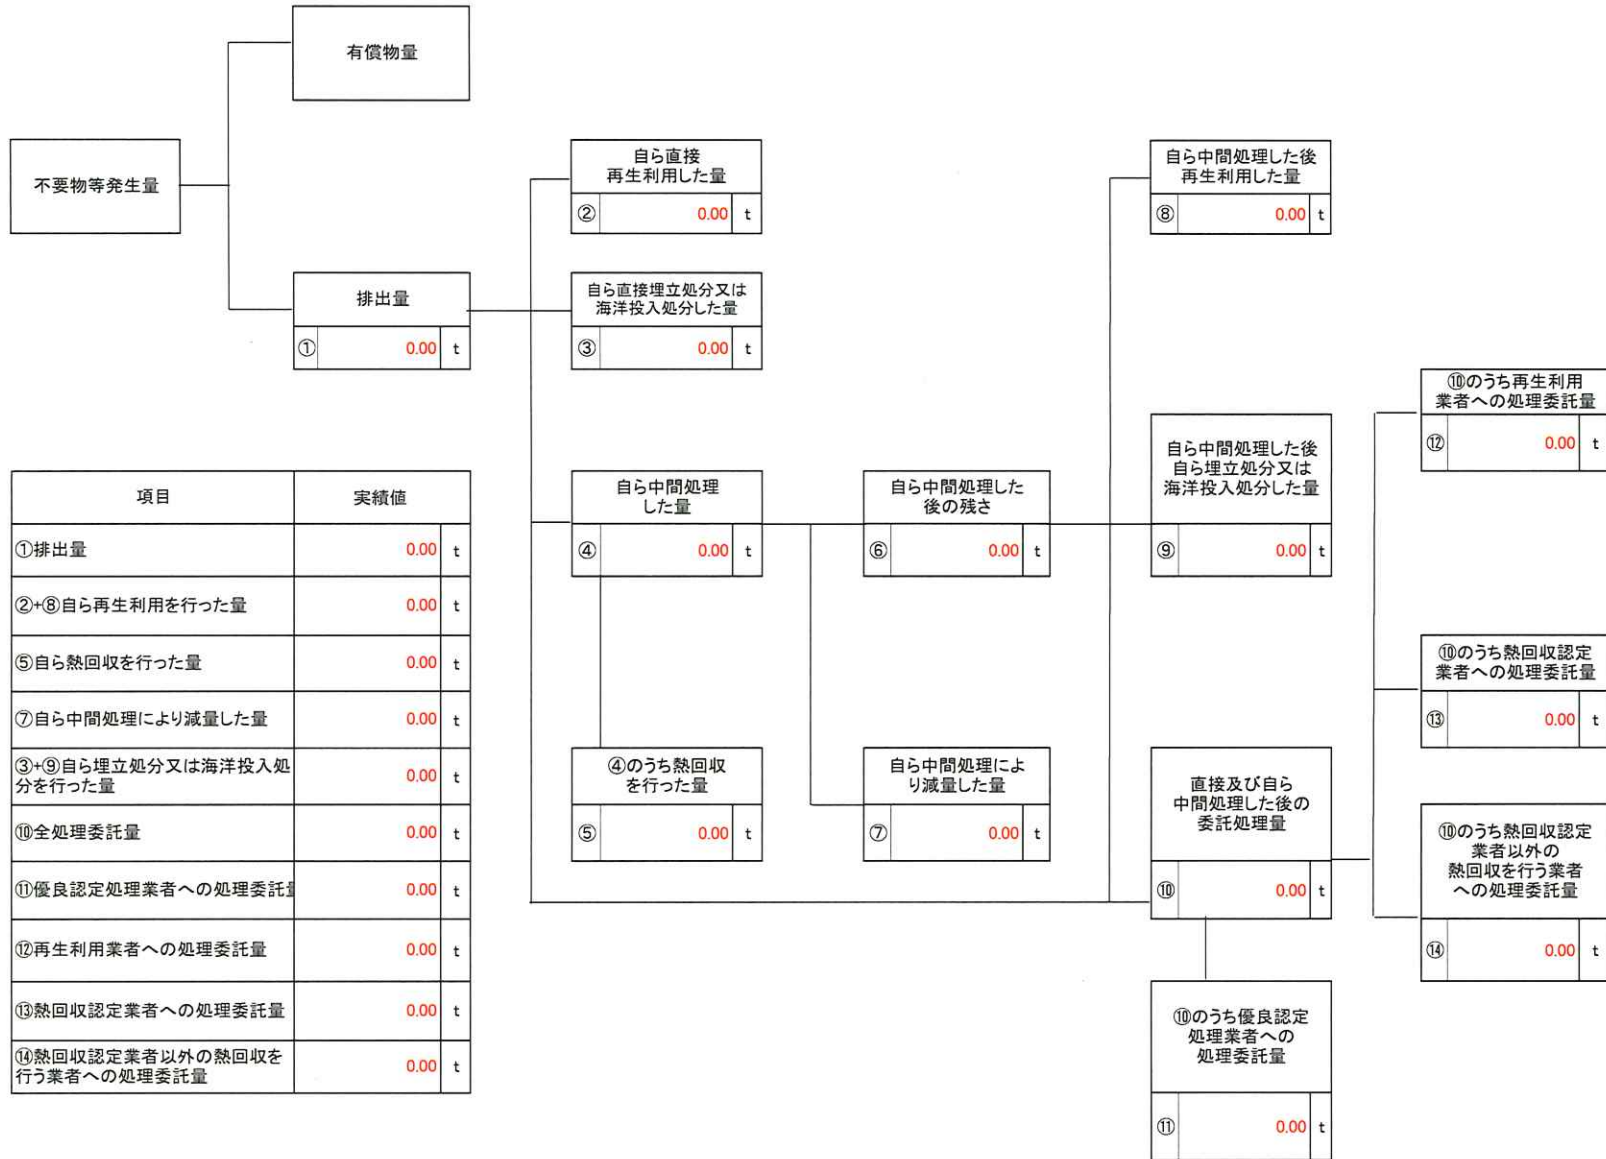 有償物量
不要物等発生量
排出量
① 0.00 t
自ら直接
再生利用した量
② 0.00 t
自ら直接埋立処分又は
海洋投入処分した量
③ 0.00 t
自ら中間処理
した量
④ 0.00 t
④のうち熱回収
を行った量
⑤ 0.00 t
自ら中間処理した
後の残さ
⑥ 0.00 t
自ら中間処理によ
り減量した量
⑦ 0.00 t
自ら中間処理した後
再生利用した量
⑧ 0.00 t
自ら中間処理した後
自ら埋立処分又は
海洋投入処分した量
⑨ 0.00 t
直接及び自ら
中間処理した後の
委託処理量
⑩ 0.00 t
⑩のうち優良認定
処理業者への
処理委託量
⑪ 0.00 t
⑩のうち再生利用
業者への処理委託量
⑫ 0.00 t
⑩のうち熱回収認定
業者への処理委託量
⑬ 0.00 t
⑩のうち熱回収認定
業者以外の
熱回収を行う業者
への処理委託量
⑭ 0.00 t
項目 実績値
①排出量 0.00 t
②+⑧自ら再生利用を行った量 0.00 t
⑤自ら熱回収を行った量 0.00 t
⑦自ら中間処理により減量した量 0.00 t
③+⑨自ら埋立処分又は海洋投入処
分を行った量 0.00 t
⑩全処理委託量 0.00 t
⑪優良認定処理業者への処理委託量 0.00 t
⑫再生利用業者への処理委託量 0.00 t
⑬熱回収認定業者への処理委託量 0.00 t
⑭熱回収認定業者以外の熱回収を
行う業者への処理委託量 0.00 t